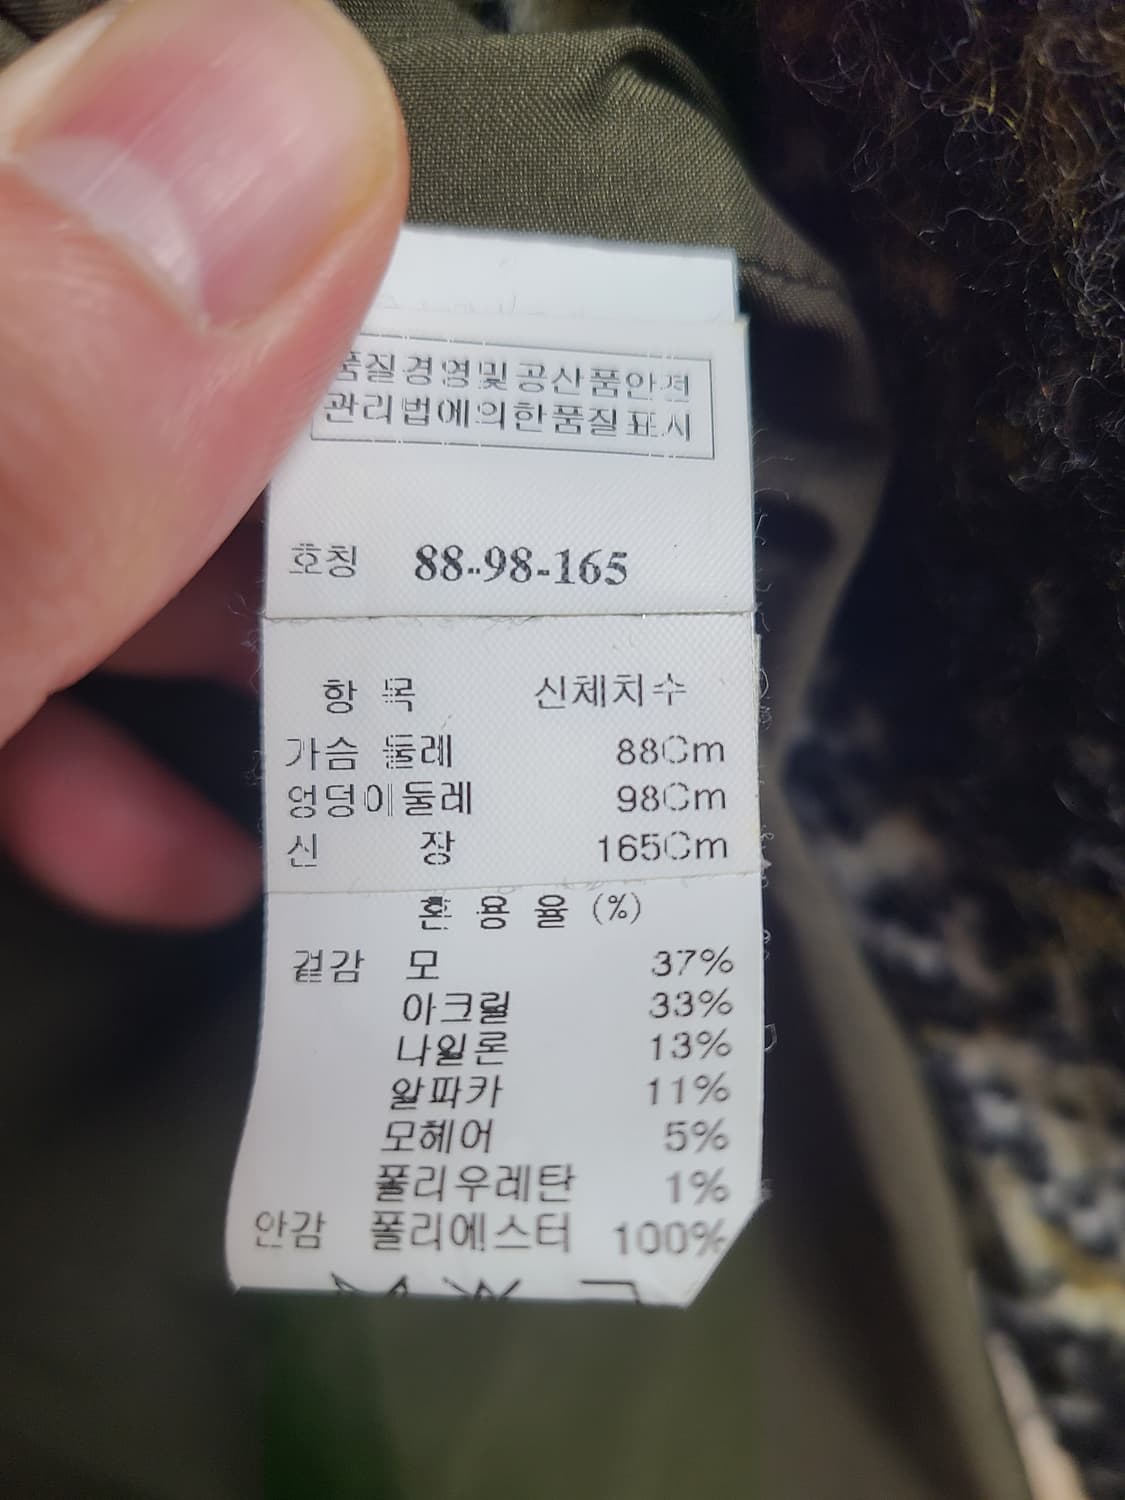 품질경영및공산품안전
관리법에의한품질표시
호칭 88-98-165
항 목 신체치수
가슴 둘레 88Cm
엉덩이둘레 98Cm
신 장 165Cm
혼 용 율 (%)
겉감 모 37%
아크릴 33%
나일론 13%
알파카 11%
모헤어 5%
폴리우레탄 1%
안감 폴리에스터 100%